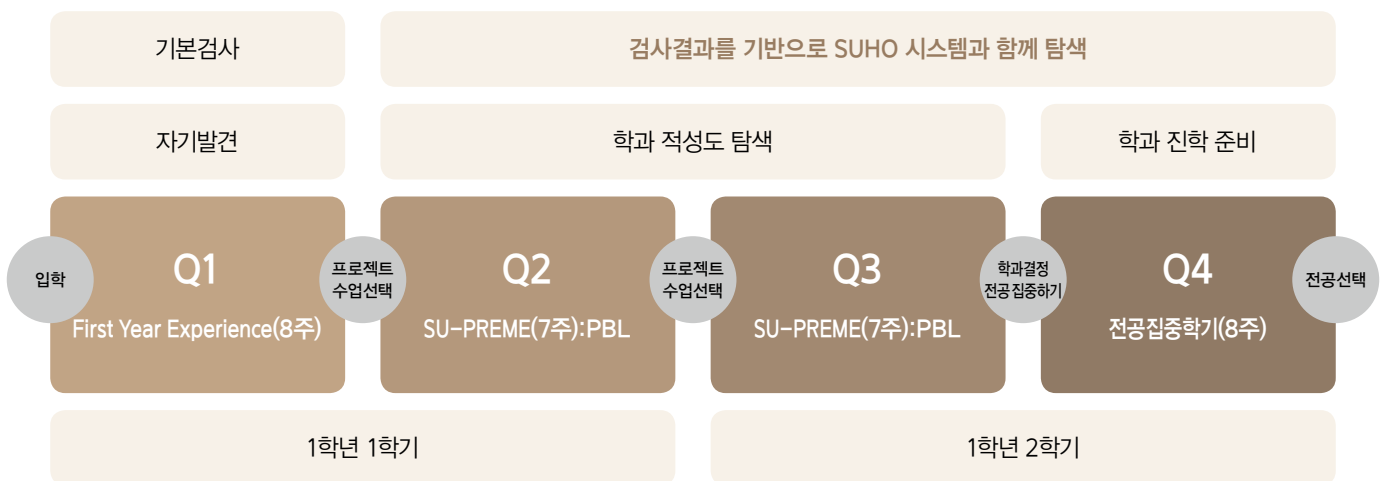 기본검사
검사결과를 기반으로 SUHO 시스템과 함께 탐색
자기발견
학과 적성도 탐색
학과 진학 준비
입학
Q1
First Year Experience(8주)
프로젝트
수업선택
Q2
SU-PREME(7주):PBL
프로젝트
수업선택
Q3
SU-PREME(7주):PBL
학과결정
전공집중하기
Q4
전공집중학기(8주)
전공선택
1학년 1학기
1학년 2학기